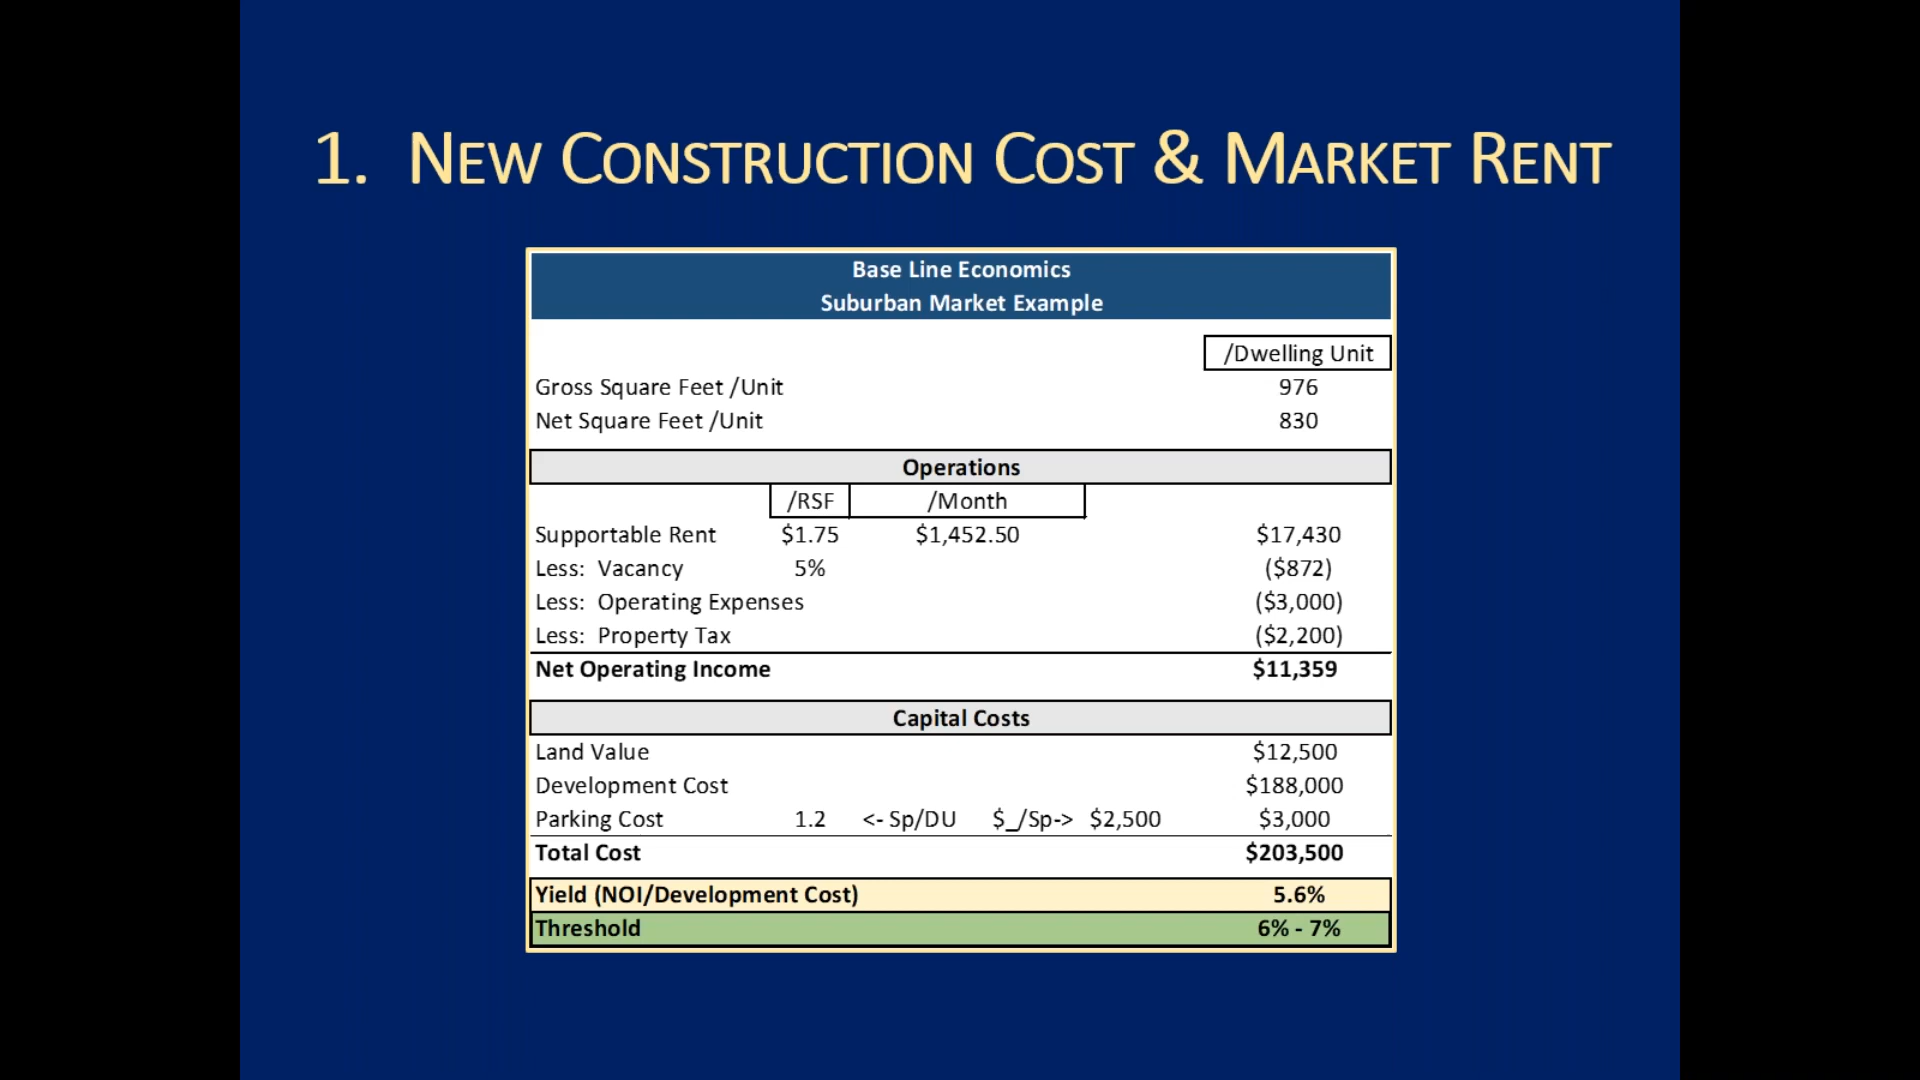 1. New Construction Cost & Market Rent
Base Line Economics
Suburban Market Example
/Dwelling Unit
Gross Square Feet /Unit 976
Net Square Feet /Unit 830
Operations
/RSF /Month
Supportable Rent $1.75 $1,452.50 $17,430
Less: Vacancy 5% ($872)
Less: Operating Expenses ($3,000)
Less: Property Tax ($2,200)
Net Operating Income $11,359
Capital Costs
Land Value $12,500
Development Cost $188,000
Parking Cost 1.2 <- Sp/DU $_/Sp-> $2,500 $3,000
Total Cost $203,500
Yield (NOI/Development Cost) 5.6%
Threshold 6% - 7%